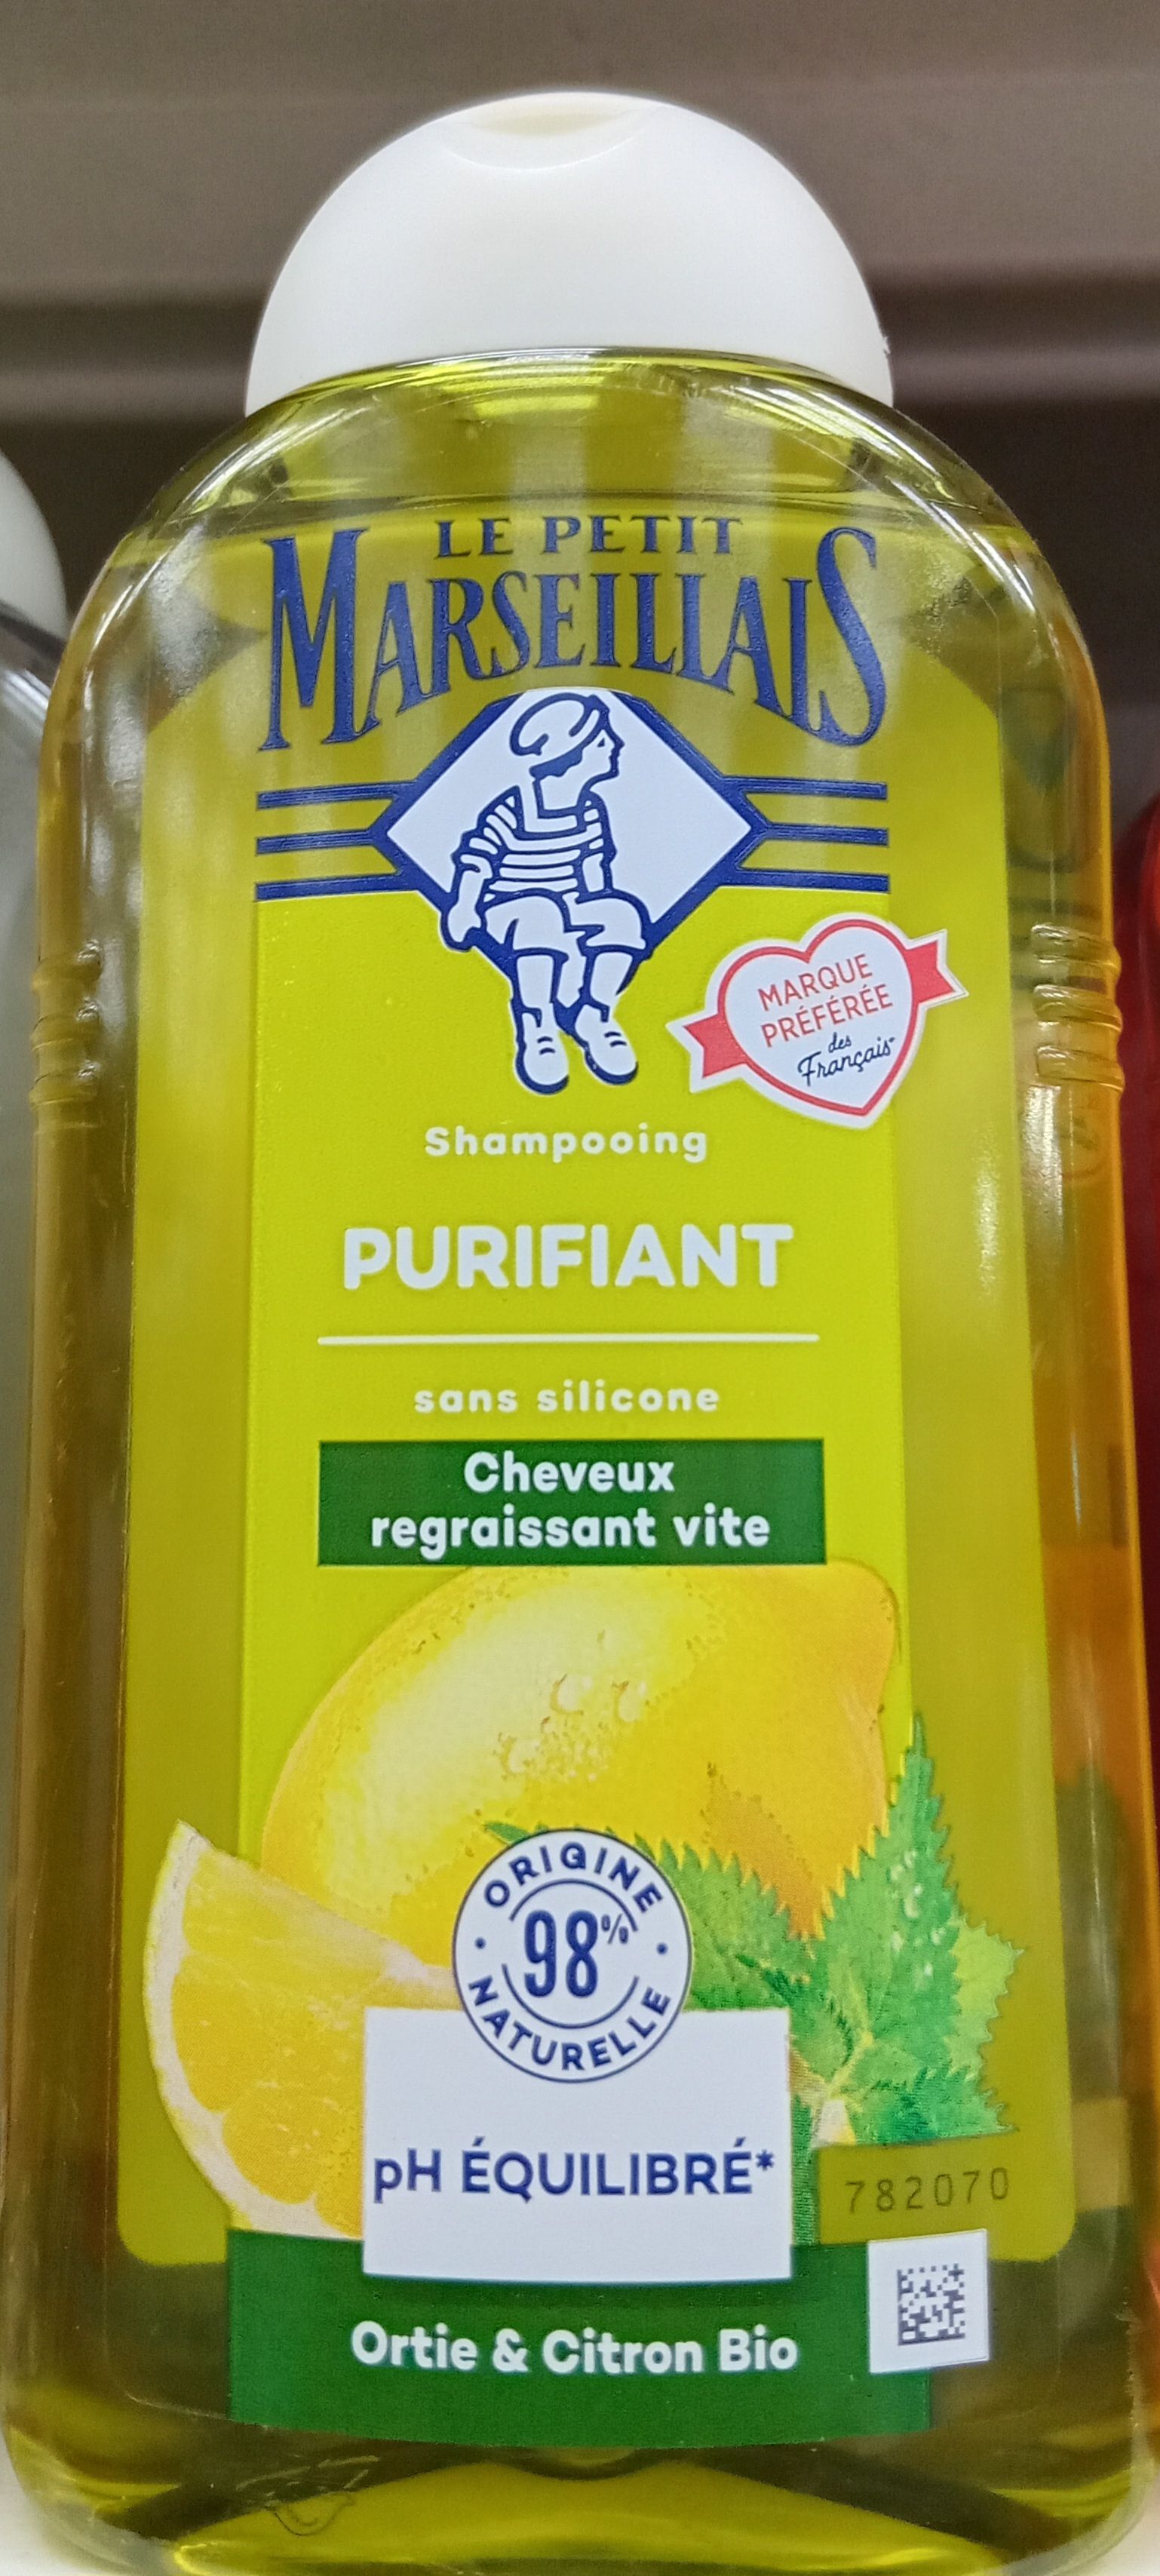 LE PETIT
MARSEILLAIS
MARQUE
PRÉFÉRÉE
des
Français
Shampooing
PURIFIANT
sans silicone
Cheveux
regraissant vite
ORIGINE
98%
NATURELLE
pH ÉQUILIBRÉ*
782070
Ortie & Citron Bio